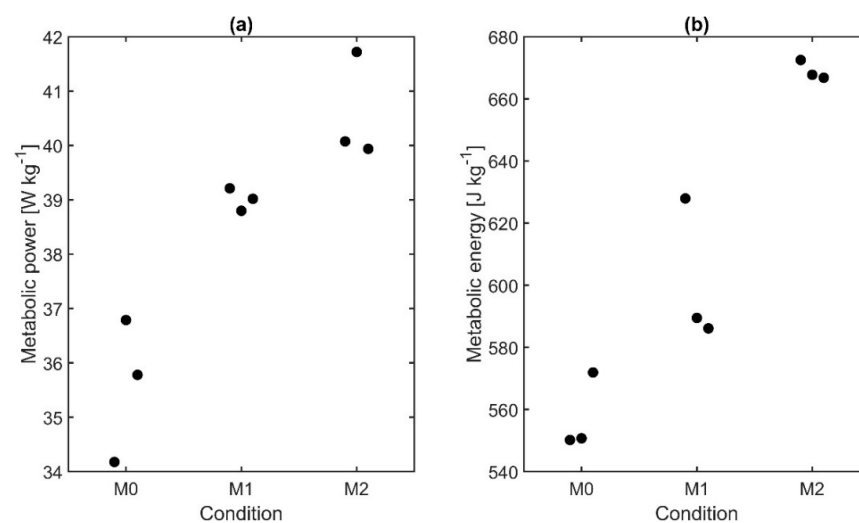 (a)
Metabolic power [W kg-1]
42
41
40
39
38
37
36
35
34
M0 M1 M2
Condition
(b)
Metabolic energy [J kg-1]
680
660
640
620
600
580
560
540
M0 M1 M2
Condition